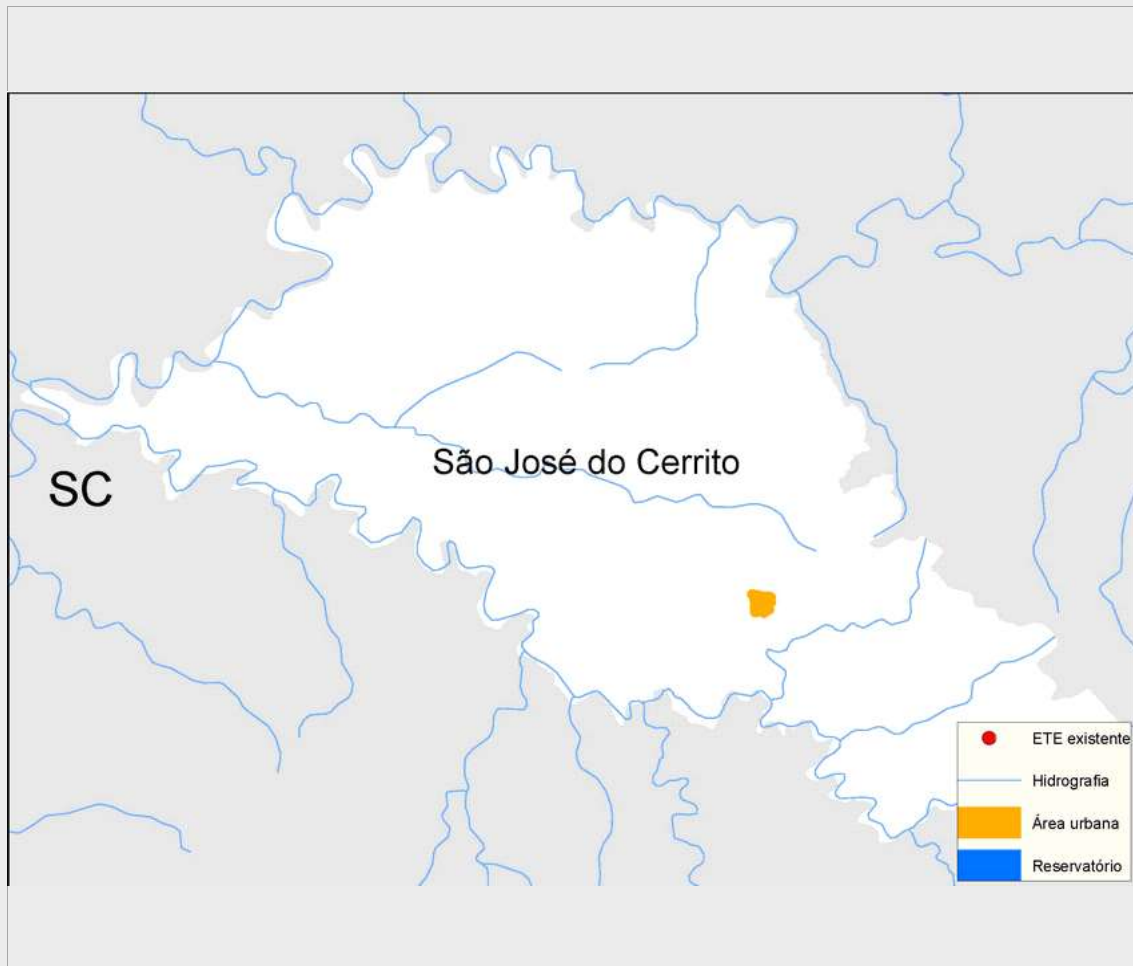 São José do Cerrito
SC
ETE existente
Hidrografia
Área urbana
Reservatório